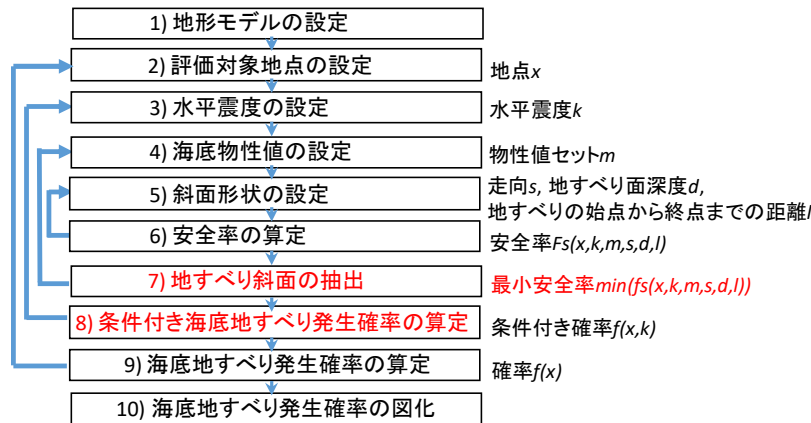 1) 地形モデルの設定
2) 評価対象地点の設定
地点x
3) 水平震度の設定
水平震度k
4) 海底物性値の設定
物性値セットm
5) 斜面形状の設定
走向s, 地すべり面深度d,
地すべりの始点から終点までの距離l
6) 安全率の算定
安全率Fs(x,k,m,s,d,l)
7) 地すべり斜面の抽出
最小安全率min(fs(x,k,m,s,d,l))
8) 条件付き海底地すべり発生確率の算定
条件付き確率f(x,k)
9) 海底地すべり発生確率の算定
確率f(x)
10) 海底地すべり発生確率の図化